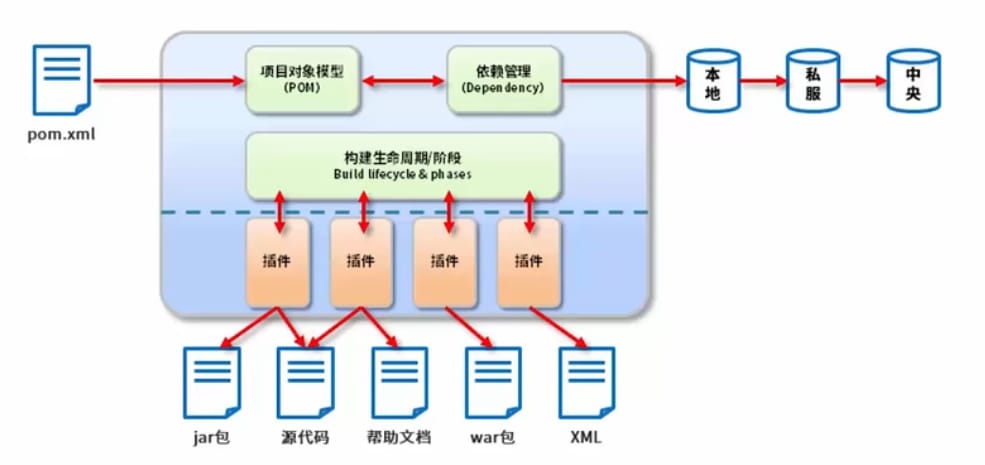 pom.xml
项目对象模型
(POM)
依赖管理
(Dependency)
本
地
私
服
中
央
构建生命周期/阶段
Build lifecycle & phases
插件
插件
插件
插件
jar包
源代码
帮助文档
war包
XML